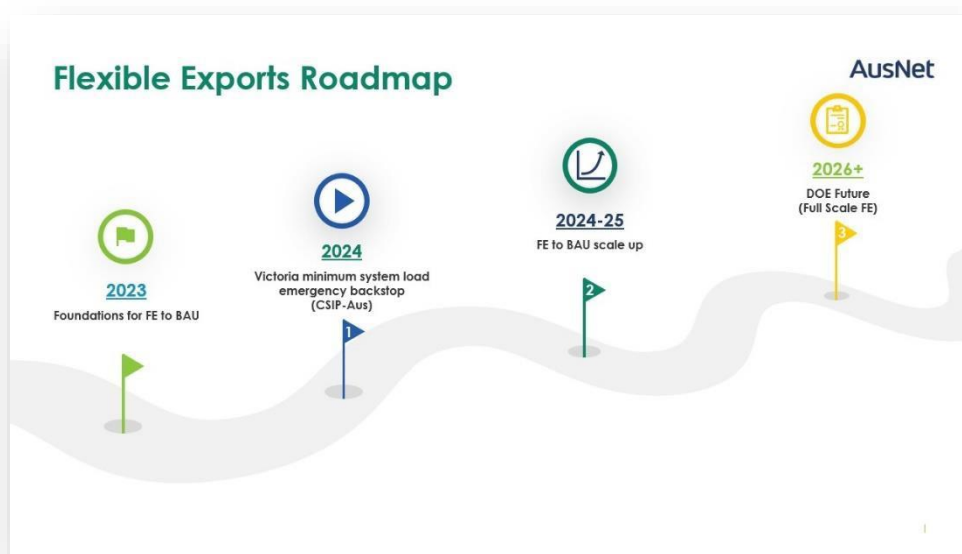 Flexible Exports Roadmap
AusNet
2023
Foundations for FE to BAU
2024
Victoria minimum system load
emergency backstop
(CSIP-Aus)
1
2024-25
FE to BAU scale up
2
2026+
DOE Future
(Full Scale FE)
3